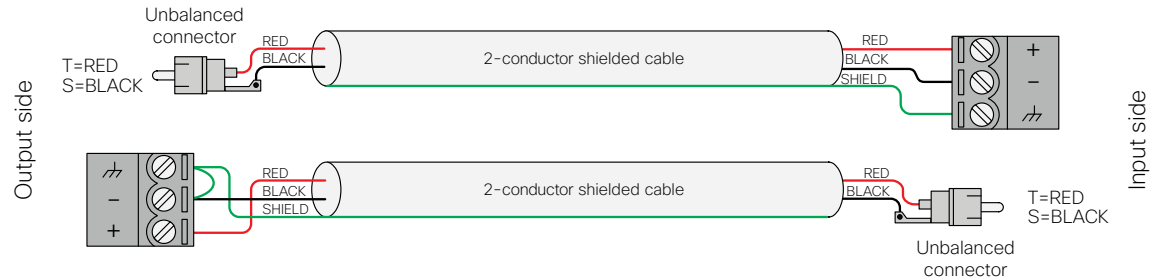 Unbalanced
connector
T=RED
S=BLACK
RED
BLACK
2-conductor shielded cable
RED
BLACK
SHIELD
+
−
Output side
Input side
−
+
RED
BLACK
SHIELD
2-conductor shielded cable
RED
BLACK
T=RED
S=BLACK
Unbalanced
connector